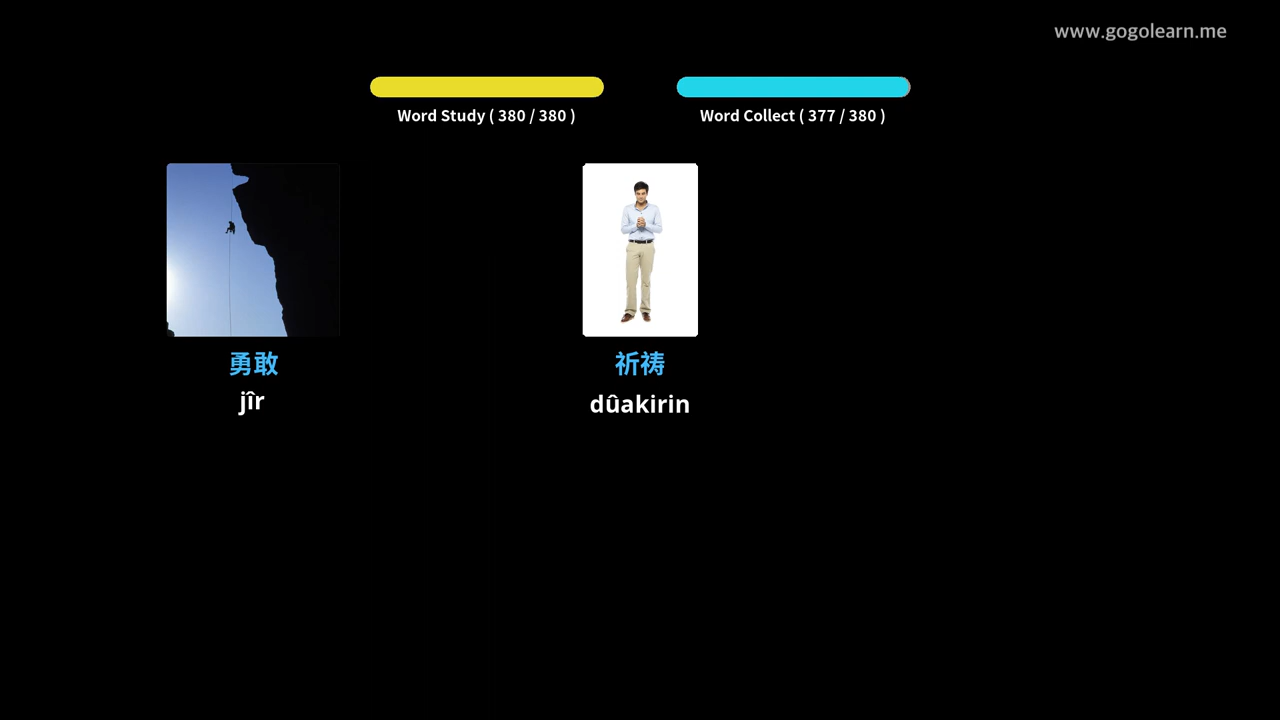 www.gogolearn.me
Word Study ( 380 / 380 )
Word Collect ( 377 / 380 )
勇敢
jîr
祈祷
dûakirin